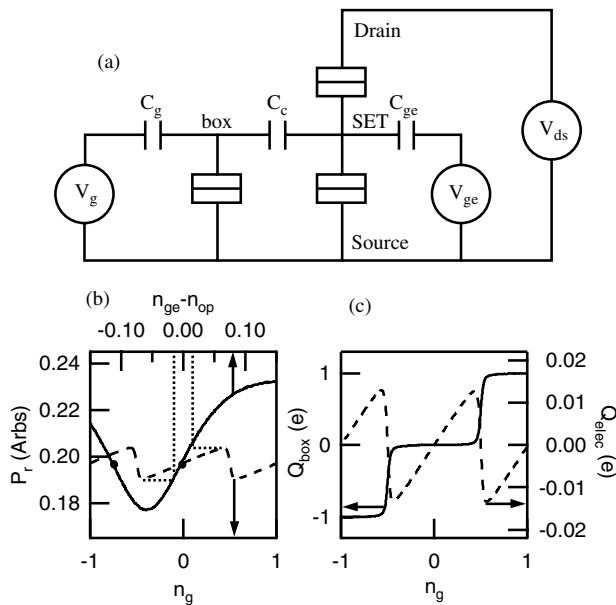 Drain
(a)
C_g
box
C_c
SET
C_ge
V_g
V_ge
V_ds
Source
(b)
n_ge-n_op
-0.10 0.00 0.10
0.24
0.22
0.20
0.18
P_r (Arbs)
-1 0 1
n_g
(c)
1
0
-1
Q_box (e)
0.02
0.01
0.00
-0.01
-0.02
Q_elec (e)
-1 0 1
n_g